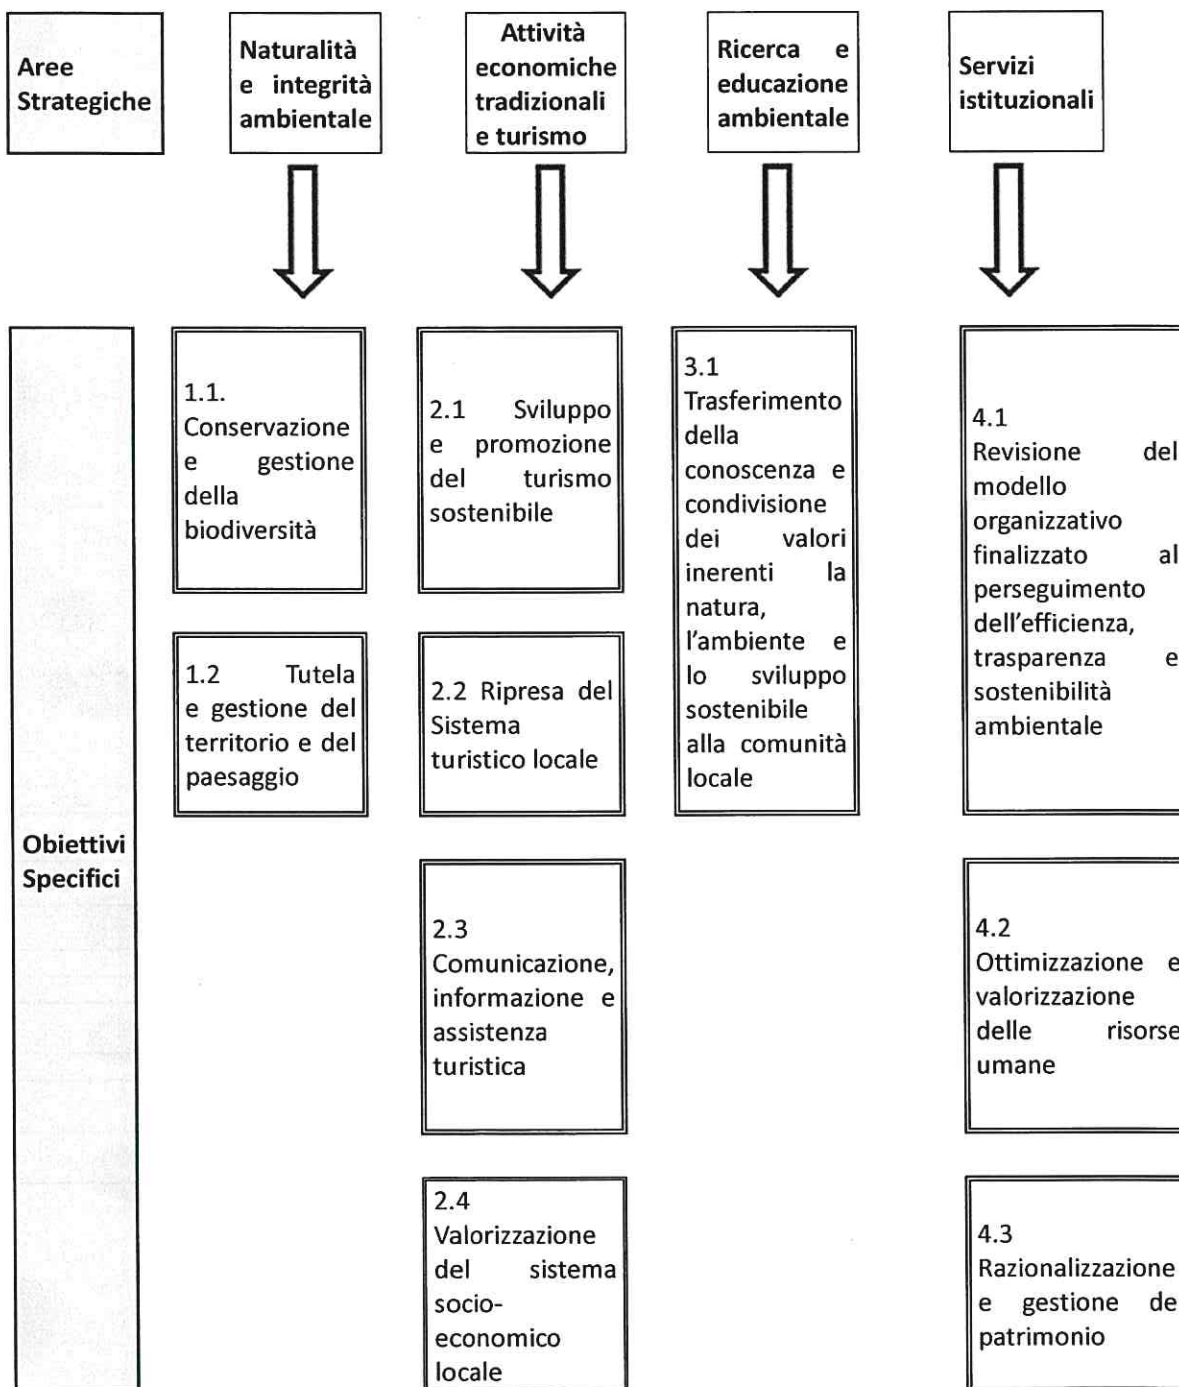 Aree
Strategiche
Naturalità
e integrità
ambientale
Attività
economiche
tradizionali
e turismo
Ricerca e
educazione
ambientale
Servizi
istituzionali
Obiettivi
Specifici
1.1.
Conservazione
e gestione
della
biodiversità
1.2 Tutela
e gestione del
territorio e del
paesaggio
2.1 Sviluppo
e promozione
del turismo
sostenibile
2.2 Ripresa del
Sistema
turistico locale
2.3
Comunicazione,
informazione e
assistenza
turistica
2.4
Valorizzazione
del sistema
socio-
economico
locale
3.1
Trasferimento
della
conoscenza e
condivisione
dei valori
inerenti la
natura,
l'ambiente e
lo sviluppo
sostenibile
alla comunità
locale
4.1
Revisione del
modello
organizzativo
finalizzato al
perseguimento
dell'efficienza,
trasparenza e
sostenibilità
ambientale
4.2
Ottimizzazione e
valorizzazione
delle risorse
umane
4.3
Razionalizzazione
e gestione de
patrimonio